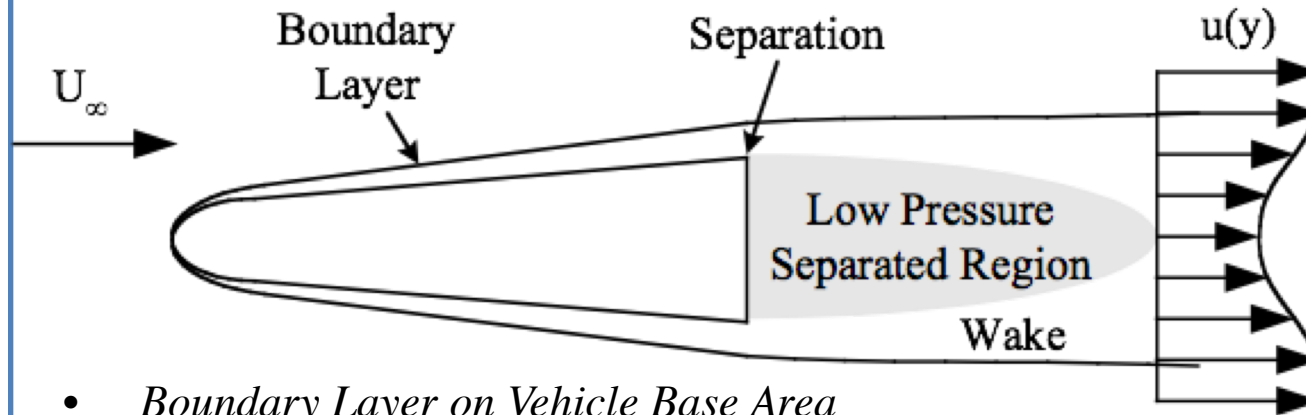 Boundary
Layer
Separation
u(y)
U∞
Low Pressure
Separated Region
Wake
• Boundary Layer on Vehicle Base Area